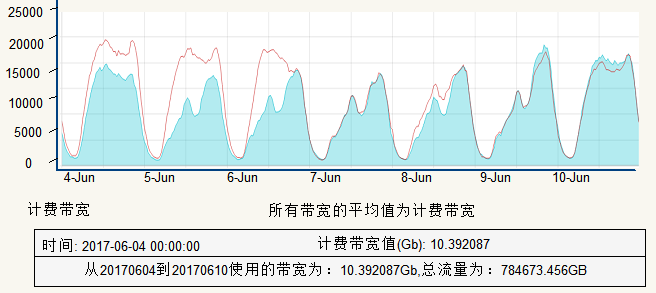 25000
20000
15000
10000
5000
0
4-Jun 5-Jun 6-Jun 7-Jun 8-Jun 9-Jun 10-Jun
计费带宽 所有带宽的平均值为计费带宽
时间: 2017-06-04 00:00:00 计费带宽值(Gb): 10.392087
从20170604到20170610使用的带宽为：10.392087Gb,总流量为：784673.456GB